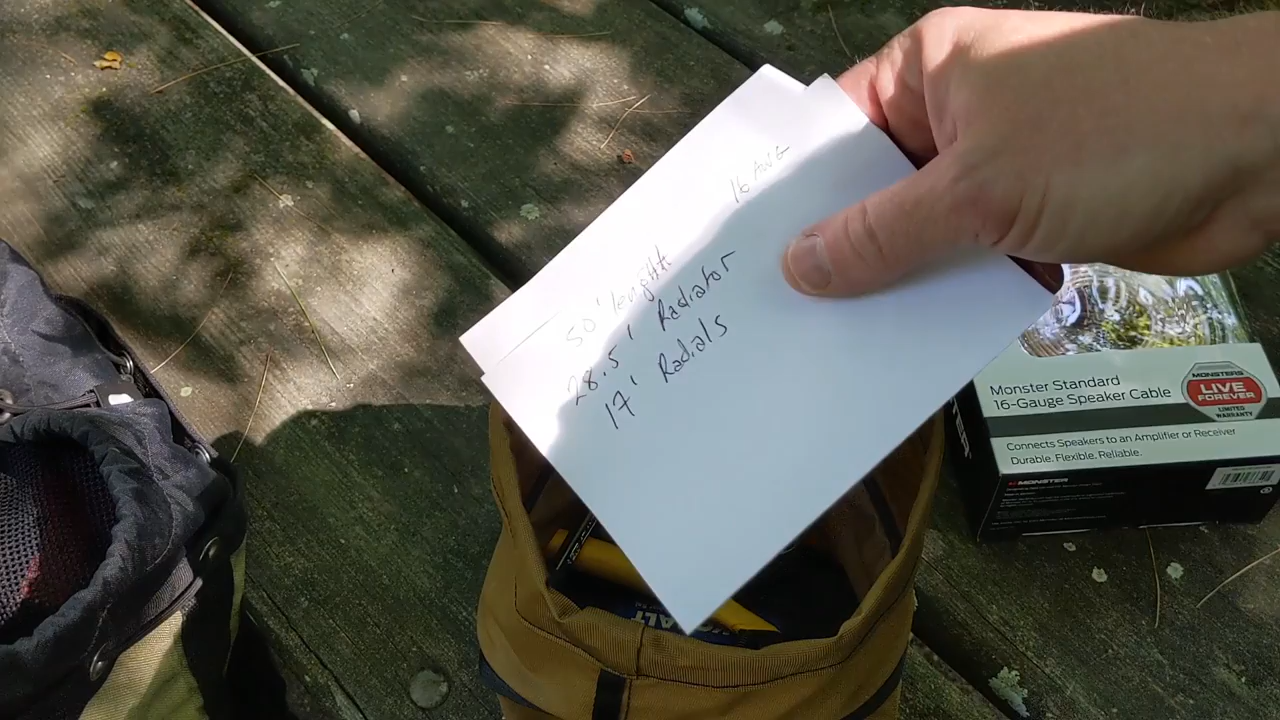 16 AWG
50' length
28.5' Radiator
17' Radials
Monster Standard
16-Gauge Speaker Cable
MONSTERS
LIVE
FOREVER
LIMITED
WARRANTY
Connects Speakers to an Amplifier or Receiver
Durable. Flexible. Reliable.
MONSTER